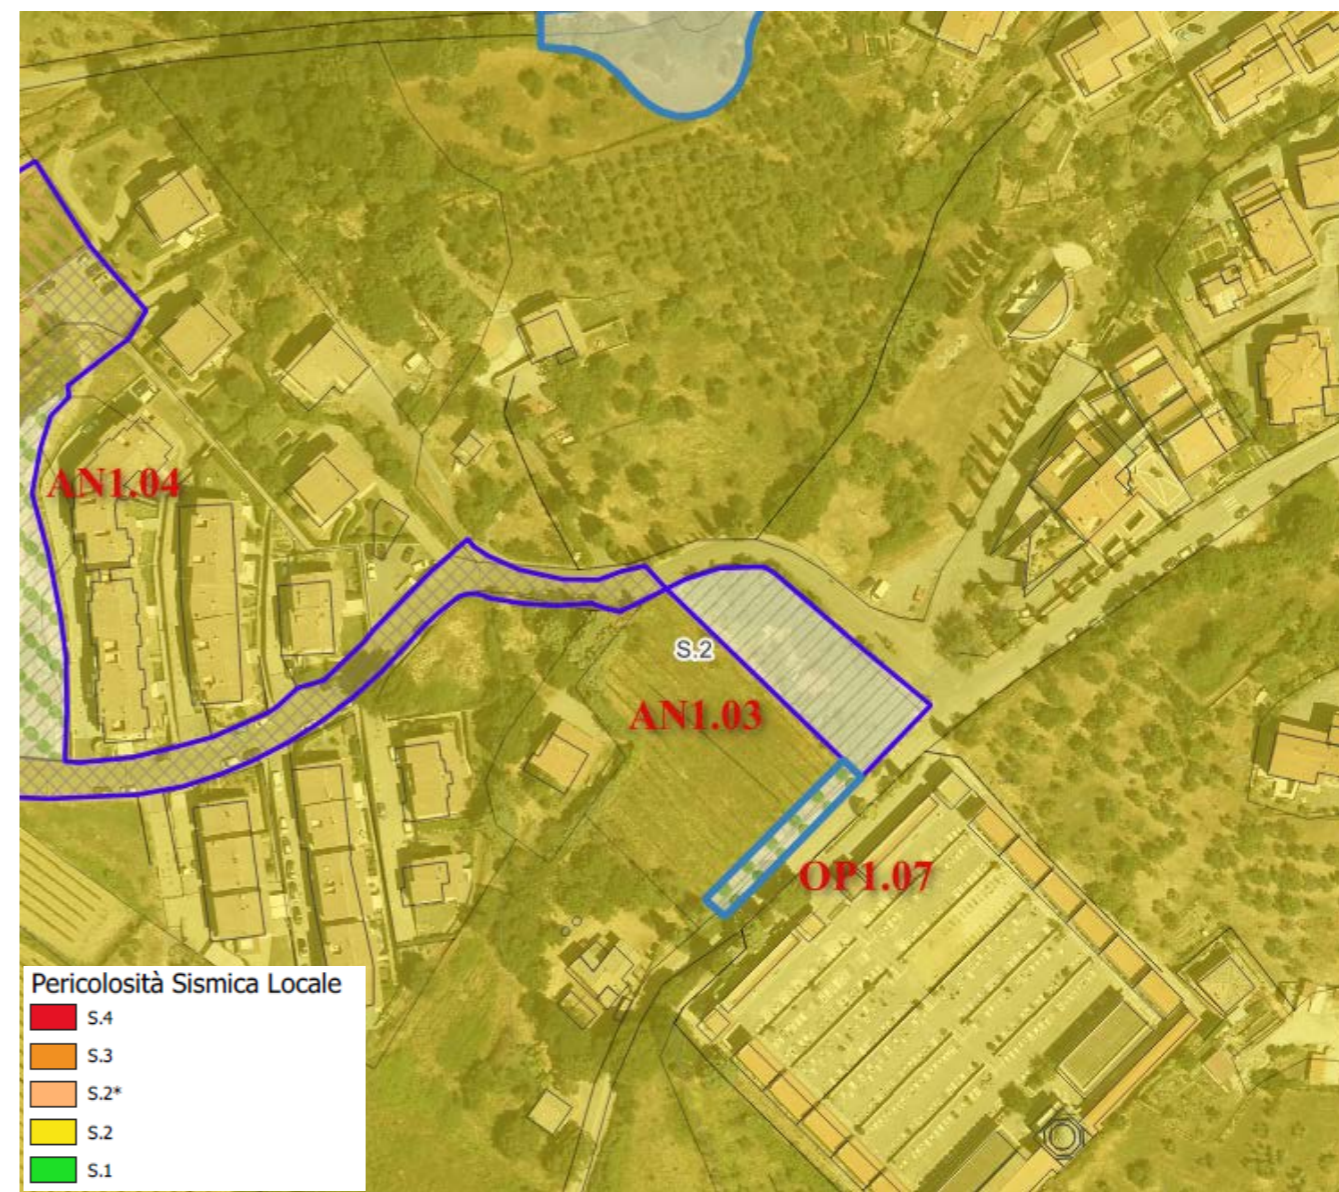 AN1.04
S.2
AN1.03
OP1.07
Pericolosità Sismica Locale
S.4
S.3
S.2*
S.2
S.1